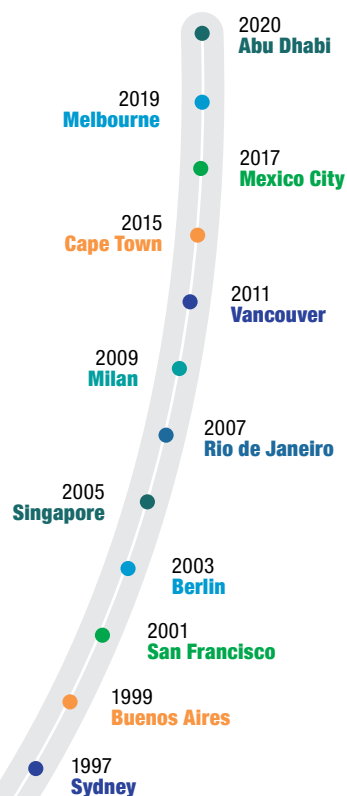 2020
Abu Dhabi
2019
Melbourne
2017
Mexico City
2015
Cape Town
2011
Vancouver
2009
Milan
2007
Rio de Janeiro
2005
Singapore
2003
Berlin
2001
San Francisco
1999
Buenos Aires
1997
Sydney